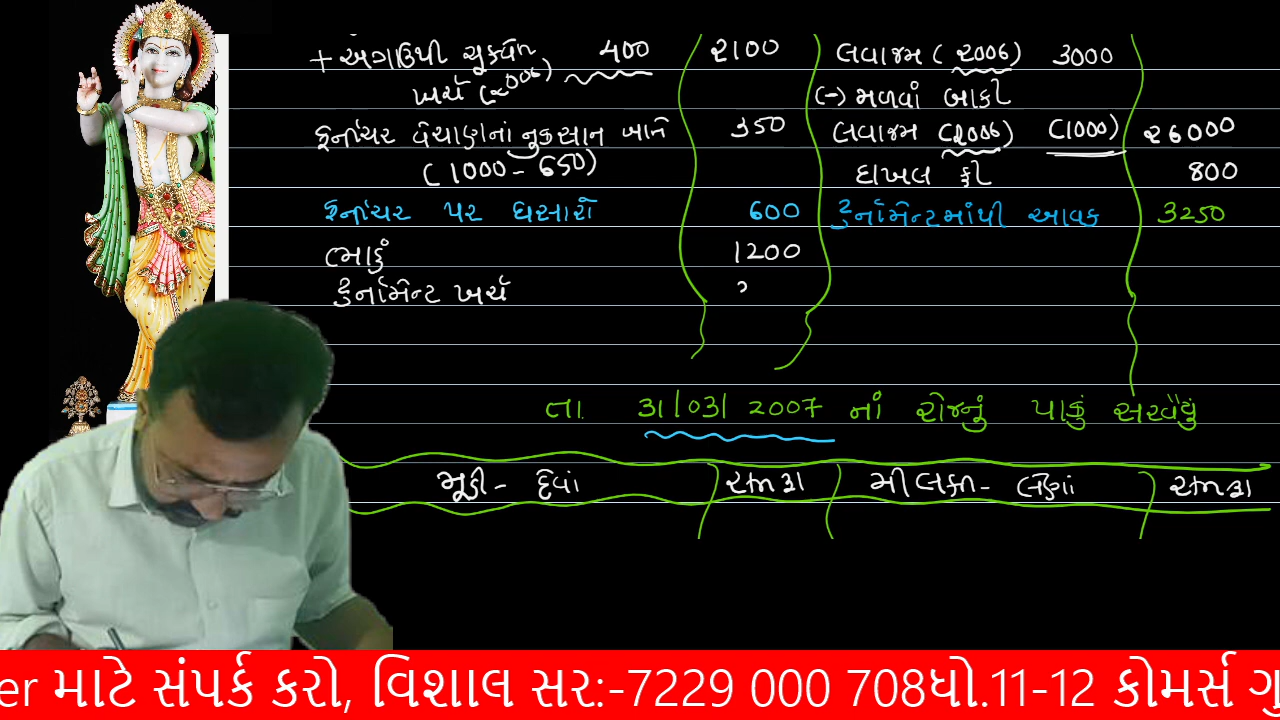 + અગાઉથી ચૂકવેલ 400 2100 લવાજમ ( 2006) 3000
ખર્ચ (2006) (-) મળવાં બાકી
ફર્નીચર વેચાણનાં નુકસાન ખાતે 350 લવાજમ (2006) (1000) 26000
(1000 - 650) દાખલ ફી 800
ફર્નીચર પર ઘસારો 600 ટુર્નામેન્ટમાંથી આવક 3250
ભાડું 1200
ટુર્નામેન્ટ ખર્ચ ?
તા. 31/03/2007 નાં રોજનું પાકું સરવૈયું
મૂડી - દેવાં રકમ રૂ। મીલકત - લેણાં રકમ રૂ।
er માટે સંપર્ક કરો, વિશાલ સર:-7229 000 708ધો.11-12 કોમર્સ ગુ